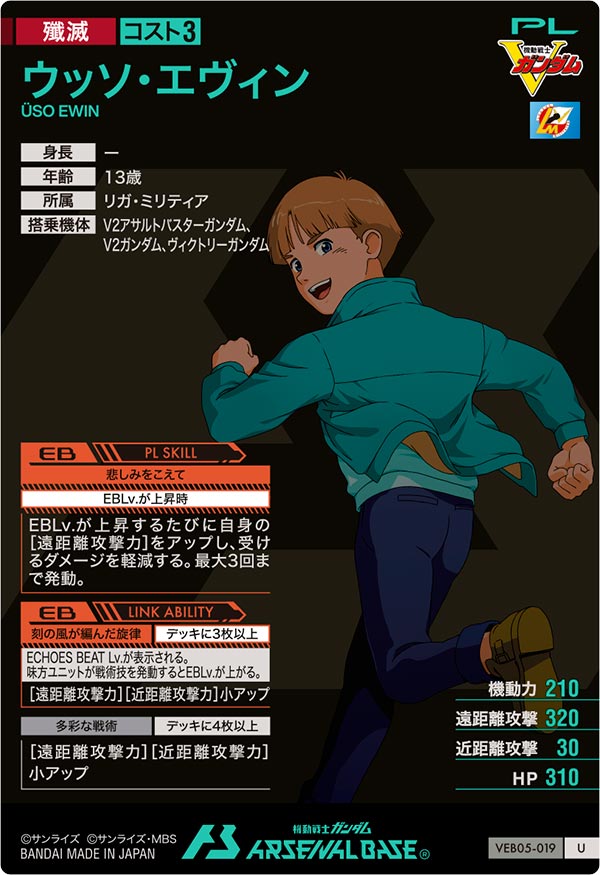 殲滅 コスト3 PL
ウッソ・エヴィン
ÜSO EWIN
機動戦士
Vガンダム
LM
身長 ー
年齢 13歳
所属 リガ・ミリティア
搭乗機体 V2アサルトバスターガンダム、
V2ガンダム、ヴィクトリーガンダム
EB PL SKILL
悲しみをこえて
EBLv.が上昇時
EBLv.が上昇するたびに自身の
[遠距離攻撃力]をアップし、受け
るダメージを軽減する。最大3回ま
で発動。
EB LINK ABILITY
刻の風が編んだ旋律 デッキに3枚以上
ECHOES BEAT Lv.が表示される。
味方ユニットが戦術技を発動するとEBLv.が上がる。
[遠距離攻撃力][近距離攻撃力]小アップ
多彩な戦術 デッキに4枚以上
[遠距離攻撃力][近距離攻撃力]
小アップ
機動力 210
遠距離攻撃 320
近距離攻撃 30
HP 310
©サンライズ ©サンライズ・MBS
BANDAI MADE IN JAPAN
AB
機動戦士ガンダム
ARSENAL BASE®
VEB05-019 U